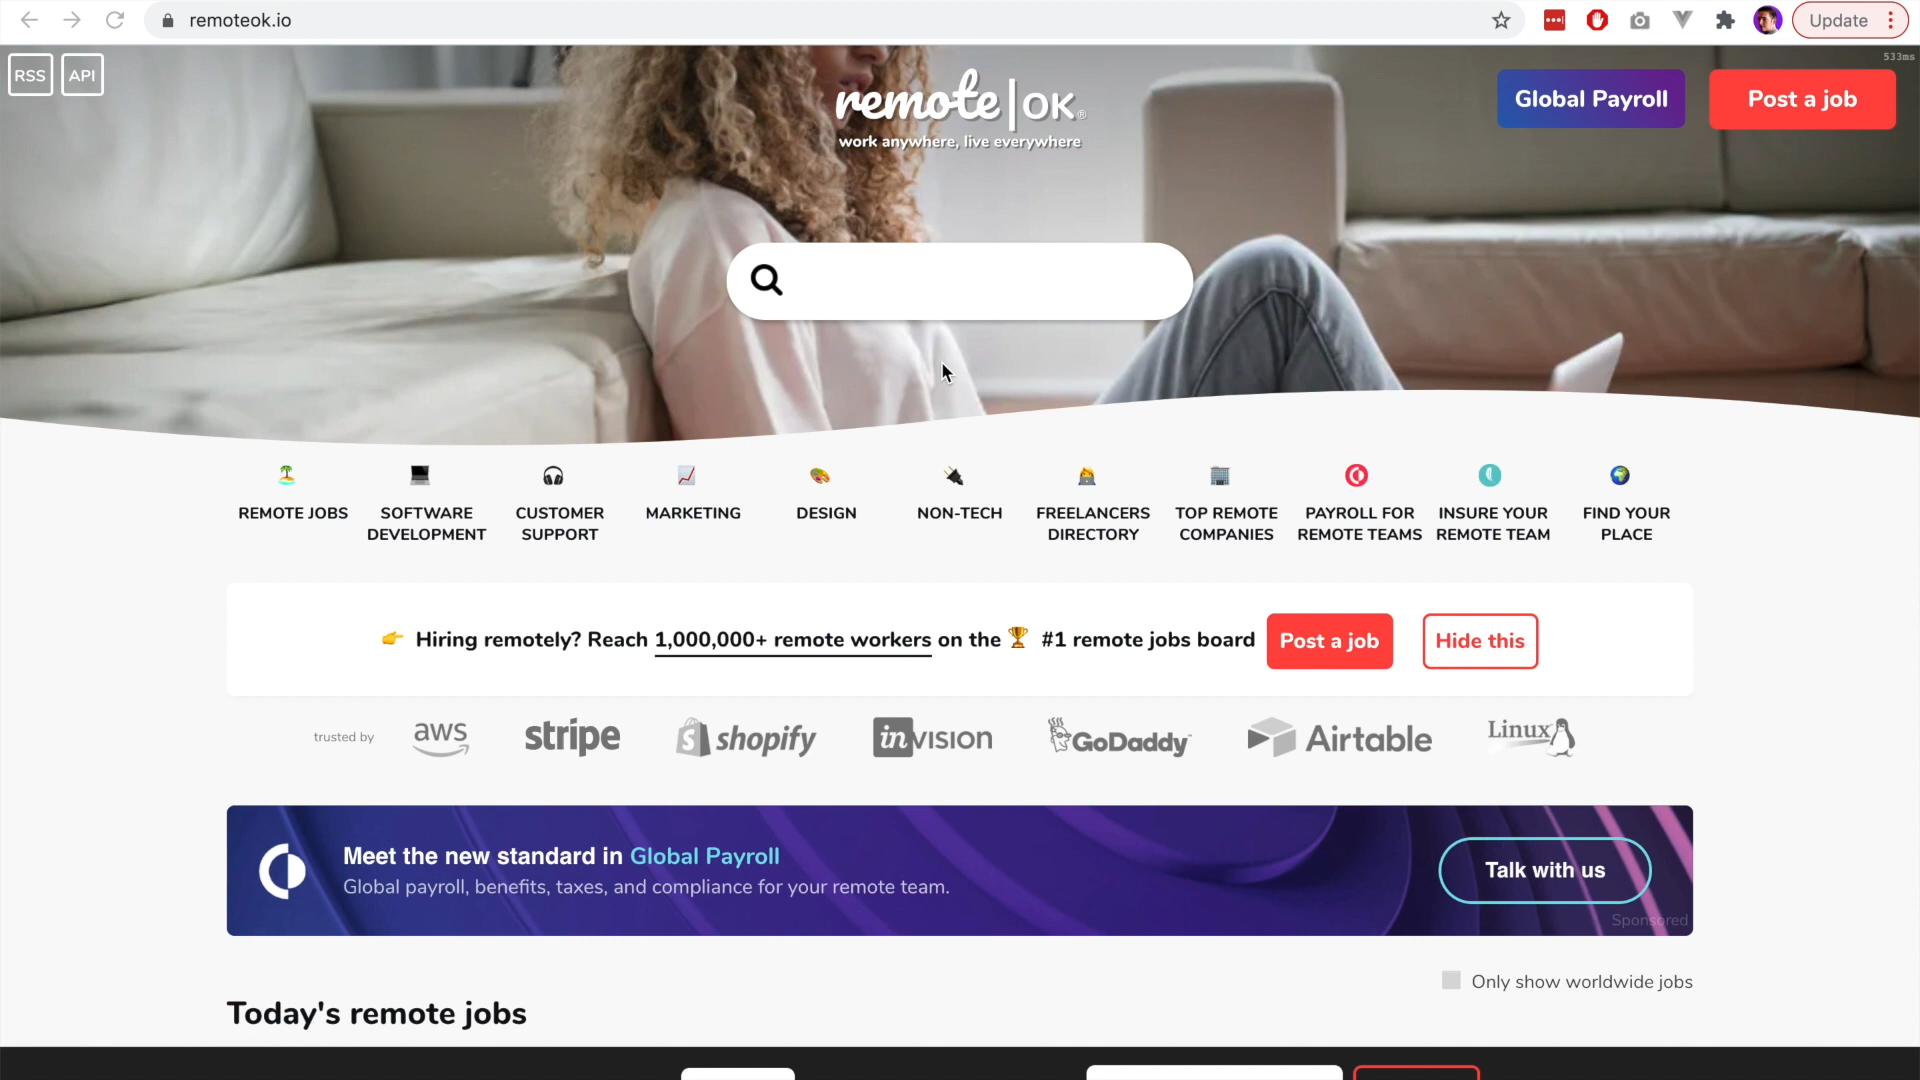 remoteok.io
Update
533ms
RSS
API
remote|OK®
work anywhere, live everywhere
Global Payroll
Post a job
REMOTE JOBS
SOFTWARE
DEVELOPMENT
CUSTOMER
SUPPORT
MARKETING
DESIGN
NON-TECH
FREELANCERS
DIRECTORY
TOP REMOTE
COMPANIES
PAYROLL FOR
REMOTE TEAMS
INSURE YOUR
REMOTE TEAM
FIND YOUR
PLACE
👉 Hiring remotely? Reach 1,000,000+ remote workers on the 🏆 #1 remote jobs board
Post a job
Hide this
trusted by
aws
stripe
shopify
inVISION
GoDaddy
Airtable
Linux
Meet the new standard in Global Payroll
Global payroll, benefits, taxes, and compliance for your remote team.
Talk with us
Sponsored
Only show worldwide jobs
Today's remote jobs